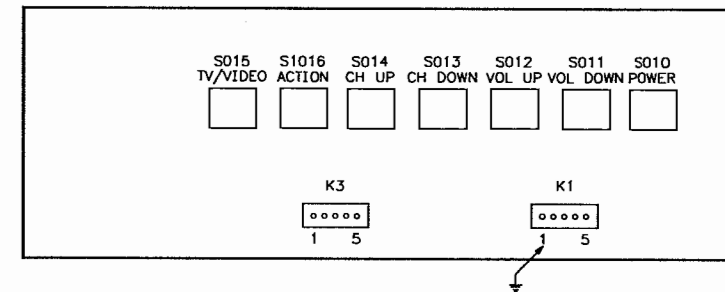 S015 S1016 S014 S013 S012 S011 S010
TV/VIDEO ACTION CH UP CH DOWN VOL UP VOL DOWN POWER
K3 K1
1 5 1 5